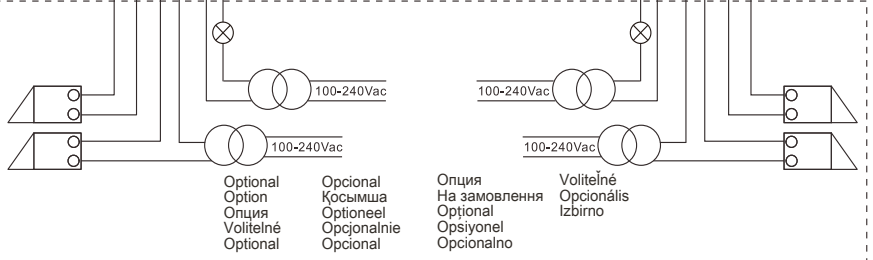 100-240Vac
100-240Vac
100-240Vac
100-240Vac
Optional
Option
Опция
Volitelné
Optional
Opcional
Қосымша
Optioneel
Opcjonalnie
Opcional
Опция
На замовлення
Opțional
Opsiyonel
Opcionalno
Voliteľné
Opcionális
Izbirno